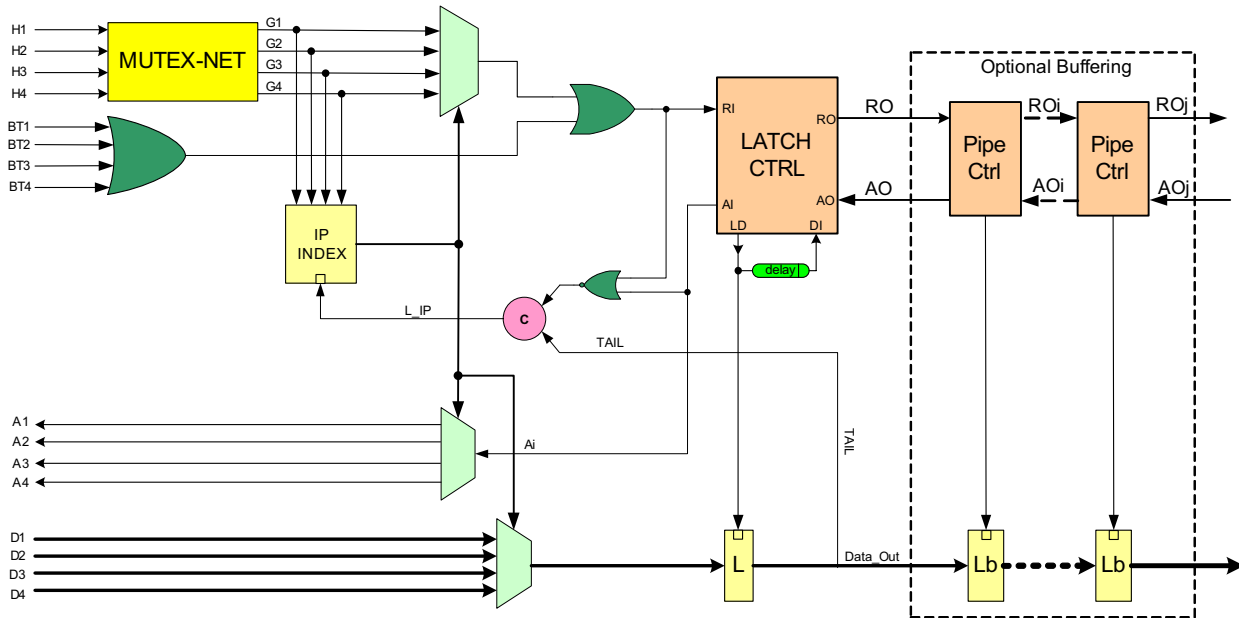 H1
H2
H3
H4
MUTEX-NET
G1
G2
G3
G4
BT1
BT2
BT3
BT4
IP
INDEX
L_IP
C
TAIL
RI
LATCH
CTRL
RO
AI
AO
LD
DI
delay
RO
AO
Optional Buffering
Pipe
Ctrl
ROi
AOi
Pipe
Ctrl
ROj
AOj
A1
A2
A3
A4
Ai
TAIL
D1
D2
D3
D4
L
Data_Out
Lb
Lb